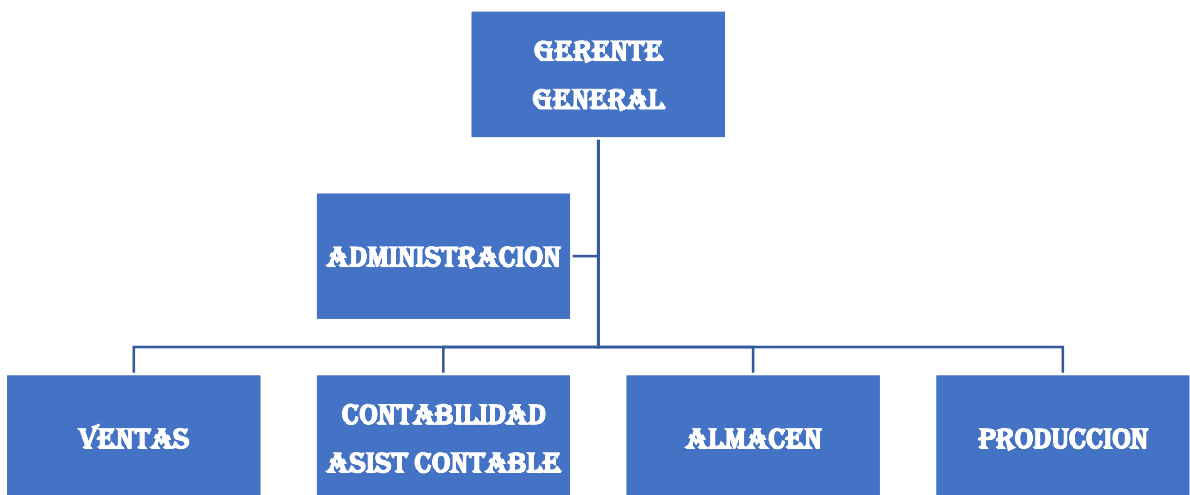 GERENTE
GENERAL
ADMINISTRACION
VENTAS
CONTABILIDAD
ASIST CONTABLE
ALMACEN
PRODUCCION